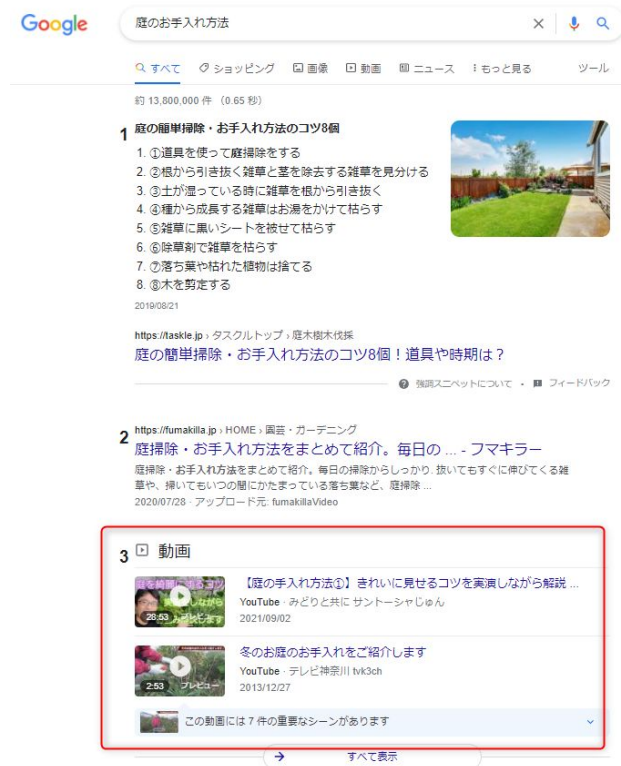 Google
庭のお手入れ方法
すべて ショッピング 画像 動画 ニュース もっと見る ツール
約 13,800,000 件 (0.65 秒)
1 庭の簡単掃除・お手入れ方法のコツ8個
1. ①道具を使って庭掃除をする
2. ②根から引き抜く雑草と茎を除去する雑草を見分ける
3. ③土が湿っている時に雑草を根から引き抜く
4. ④種から成長する雑草はお湯をかけて枯らす
5. ⑤雑草に黒いシートを被せて枯らす
6. ⑥除草剤で雑草を枯らす
7. ⑦落ち葉や枯れた植物は捨てる
8. ⑧木を剪定する
2019/08/21
https://taskle.jp › タスクルトップ › 庭木樹木伐採
庭の簡単掃除・お手入れ方法のコツ8個！道具や時期は？
強調スニペットについて ・ フィードバック
https://fumakilla.jp › HOME › 園芸・ガーデニング
2 庭掃除・お手入れ方法をまとめて紹介。毎日の ... - フマキラー
庭掃除・お手入れ方法をまとめて紹介。毎日の掃除からしっかり. 抜いてもすぐに伸びてくる雑
草や、掃いてもいつの間にかたまっている落ち葉など、庭掃除 ...
2020/07/28 · アップロード元: fumakillaVideo
3 動画
【庭の手入れ方法①】きれいに見せるコツを実演しながら解説 ...
YouTube · みどりと共に サントーシャじゅん
28:53 プレビュー
2021/09/02
冬のお庭のお手入れをご紹介します
YouTube · テレビ神奈川 tvk3ch
2:53 プレビュー
2013/12/27
この動画には 7 件の重要なシーンがあります
すべて表示